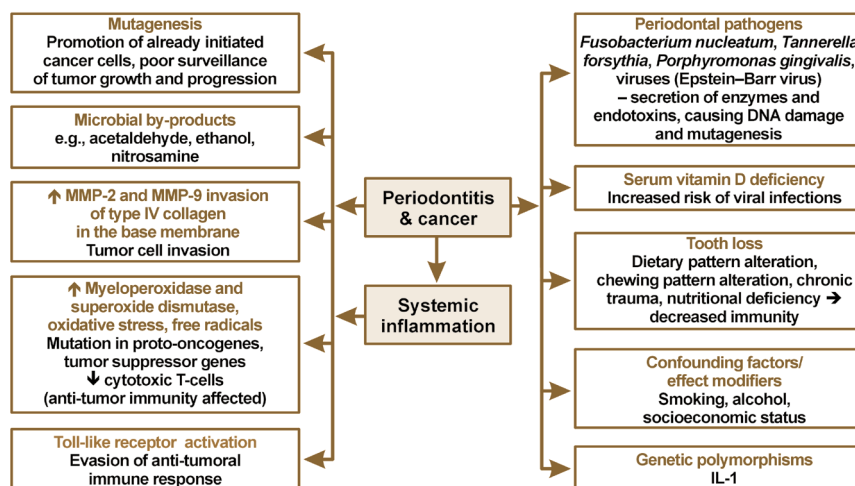 Mutagenesis
Promotion of already initiated
cancer cells, poor surveillance
of tumor growth and progression
Microbial by-products
e.g., acetaldehyde, ethanol,
nitrosamine
↑ MMP-2 and MMP-9 invasion
of type IV collagen
in the base membrane
Tumor cell invasion
↑ Myeloperoxidase and
superoxide dismutase,
oxidative stress, free radicals
Mutation in proto-oncogenes,
tumor suppressor genes
↓ cytotoxic T-cells
(anti-tumor immunity affected)
Toll-like receptor activation
Evasion of anti-tumoral
immune response
Periodontitis
& cancer
Systemic
inflammation
Periodontal pathogens
Fusobacterium nucleatum, Tannerella
forsythia, Porphyromonas gingivalis,
viruses (Epstein–Barr virus)
– secretion of enzymes and
endotoxins, causing DNA damage
and mutagenesis
Serum vitamin D deficiency
Increased risk of viral infections
Tooth loss
Dietary pattern alteration,
chewing pattern alteration, chronic
trauma, nutritional deficiency →
decreased immunity
Confounding factors/
effect modifiers
Smoking, alcohol,
socioeconomic status
Genetic polymorphisms
IL-1